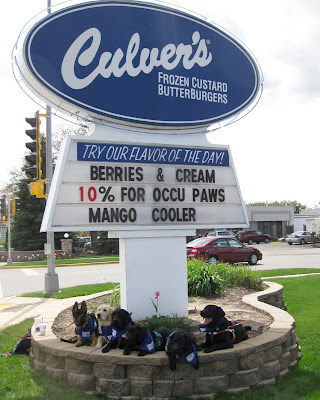 Culver's
FROZEN CUSTARD
BUTTERBURGERS
TRY OUR FLAVOR OF THE DAY!
BERRIES & CREAM
10% FOR OCCU PAWS
MANGO COOLER